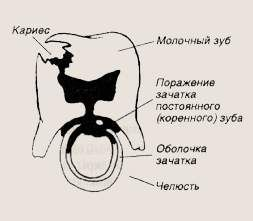 Кариес
Молочный зуб
Поражение
зачатка
постоянного
(коренного) зуба
Оболочка
зачатка
Челюсть